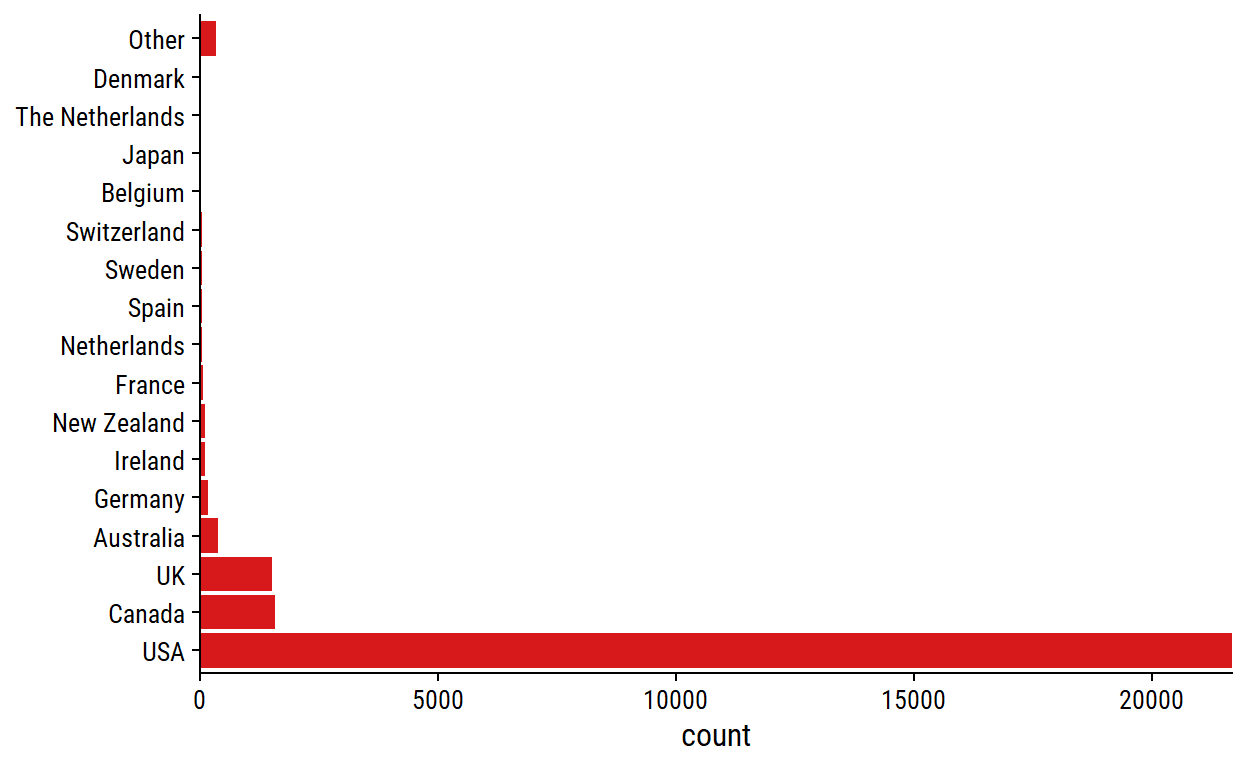 Other
Denmark
The Netherlands
Japan
Belgium
Switzerland
Sweden
Spain
Netherlands
France
New Zealand
Ireland
Germany
Australia
UK
Canada
USA
0 5000 10000 15000 20000
count